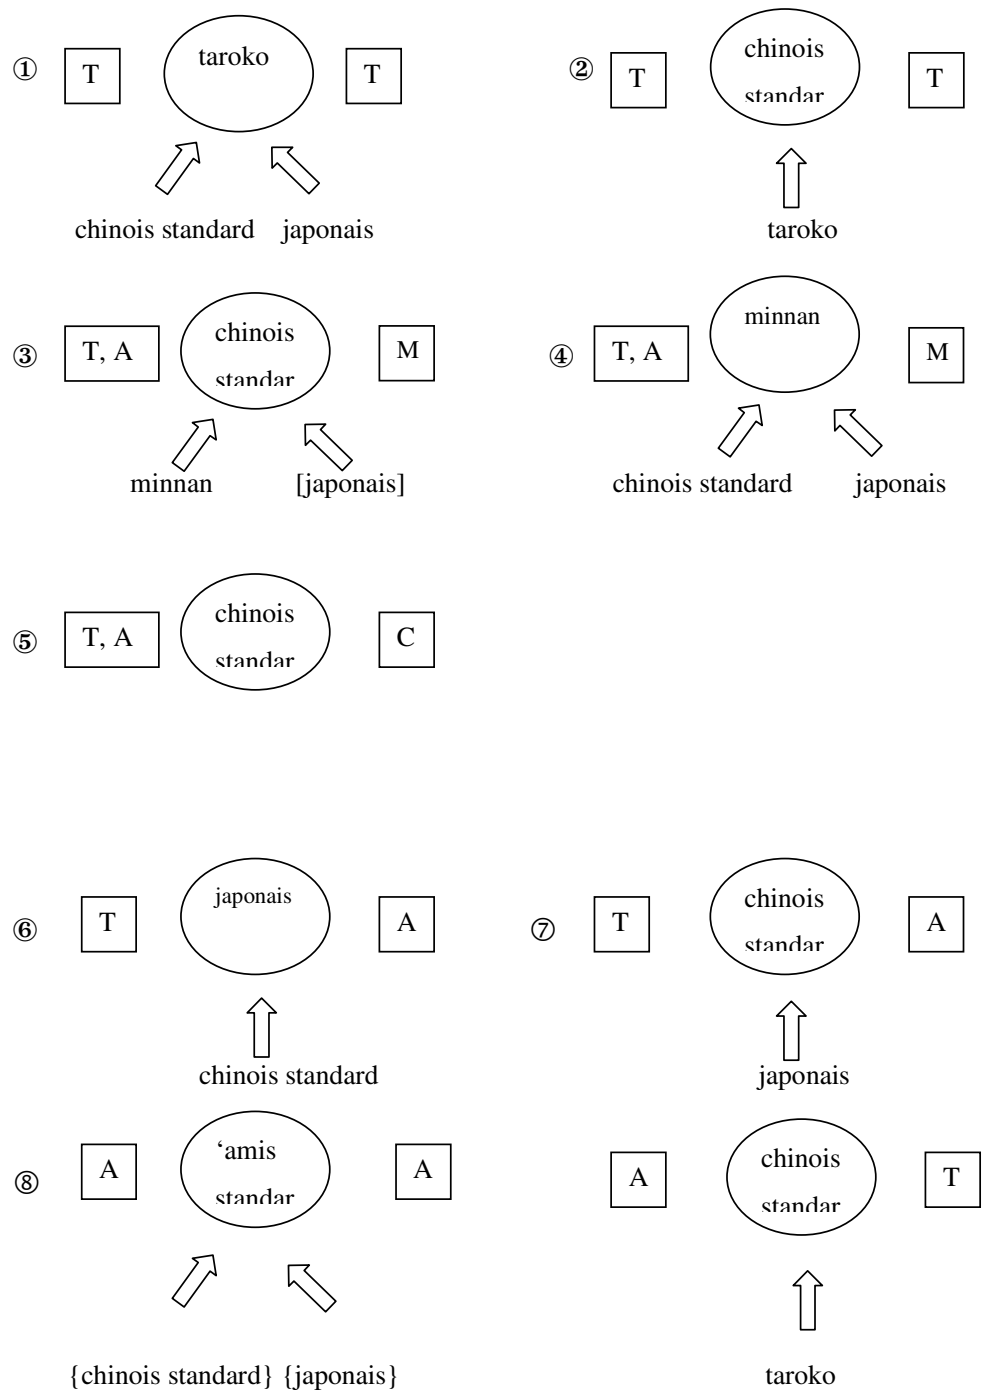 ① T taroko T
chinois standard japonais
② T chinois T
standar
taroko
③ T, A chinois M
standar
minnan [japonais]
④ T, A minnan M
chinois standard japonais
⑤ T, A chinois C
standar
⑥ T japonais A
chinois standard
⑦ T chinois A
standar
japonais
⑧ A ‘amis A
standar
{chinois standard} {japonais}
A chinois T
standar
taroko